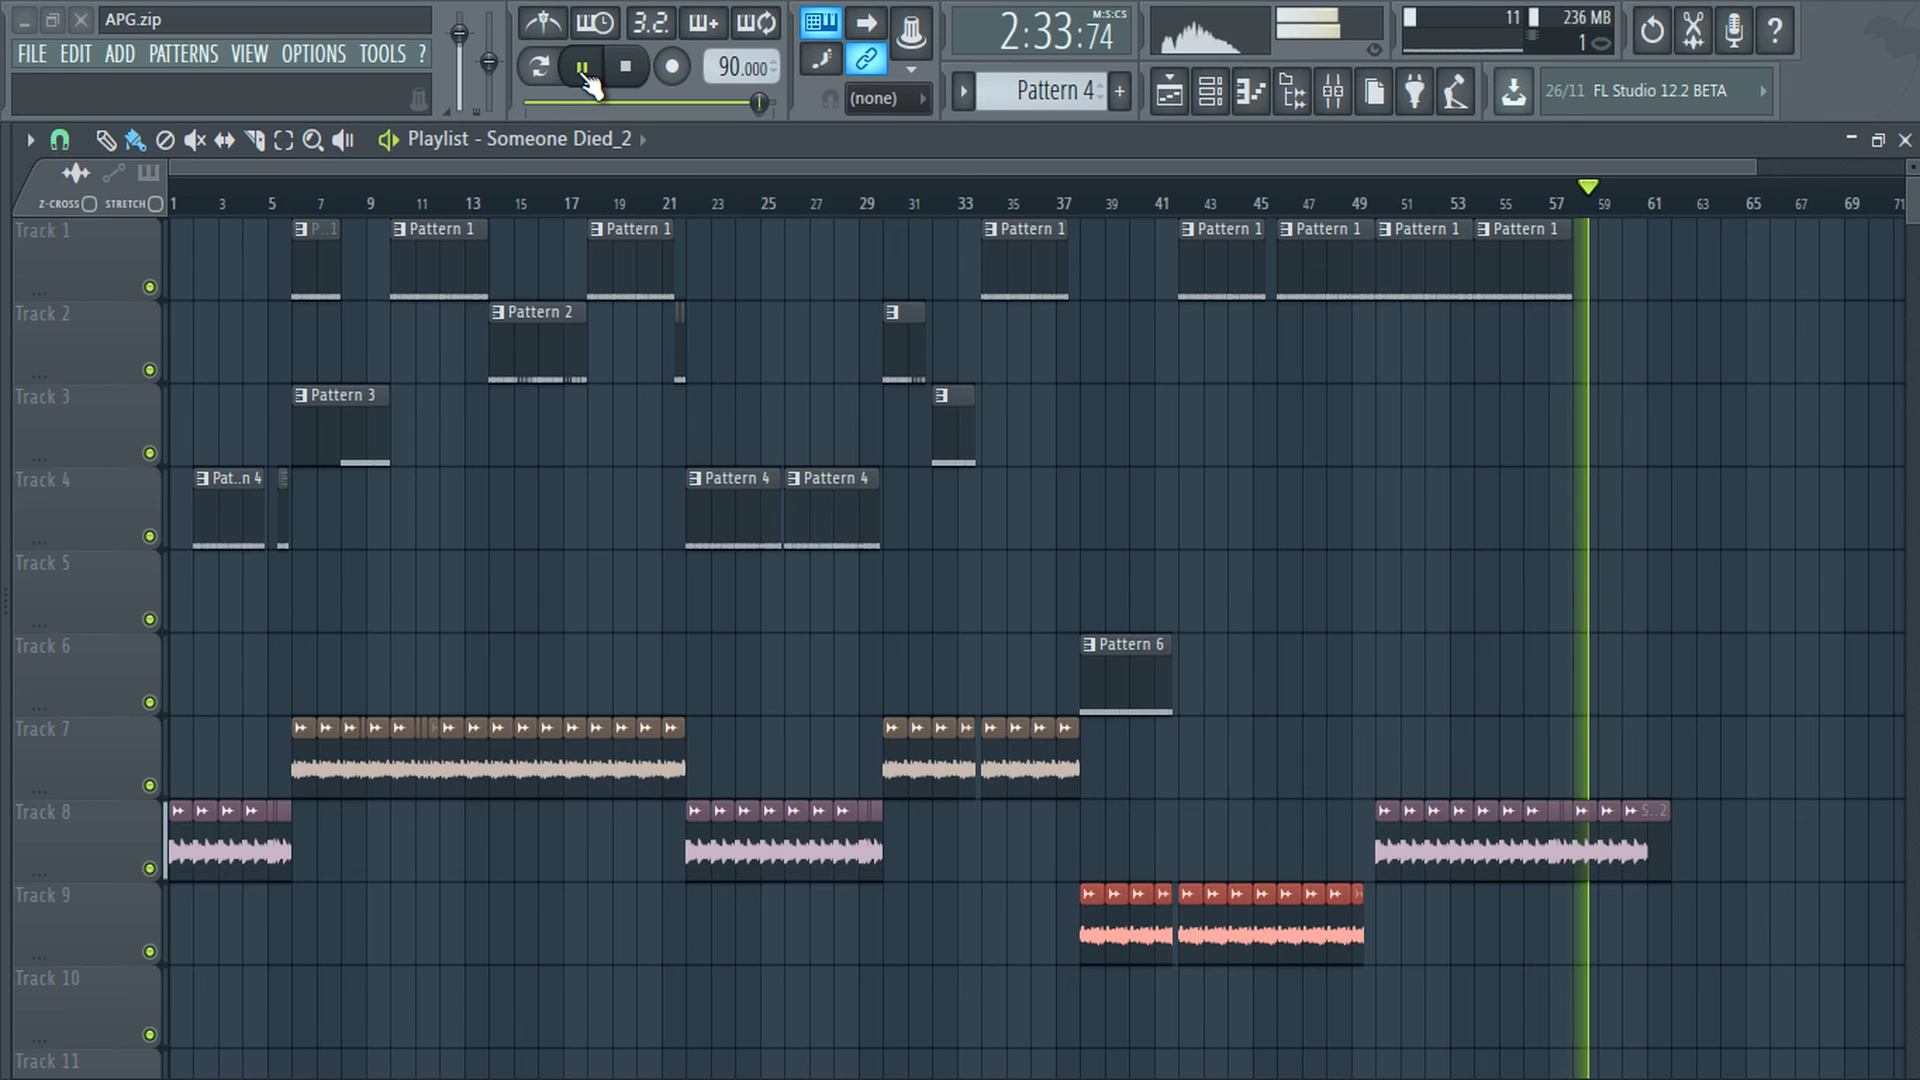 APG.zip
FILE EDIT ADD PATTERNS VIEW OPTIONS TOOLS ?
3.2.
90.000
(none)
2:33:74
M:S:CS
Pattern 4
11
236 MB
1
26/11 FL Studio 12.2 BETA
Playlist - Someone Died_2
Z-CROSS STRETCH
1 3 5 7 9 11 13 15 17 19 21 23 25 27 29 31 33 35 37 39 41 43 45 47 49 51 53 55 57 59 61 63 65 67 69 71
Track 1
P..1 Pattern 1 Pattern 1 Pattern 1 Pattern 1 Pattern 1 Pattern 1 Pattern 1
Track 2
Pattern 2
Track 3
Pattern 3
Track 4
Pat..n 4 Pattern 4 Pattern 4
Track 5
Track 6
Pattern 6
Track 7
Track 8
S..2
Track 9
Track 10
Track 11